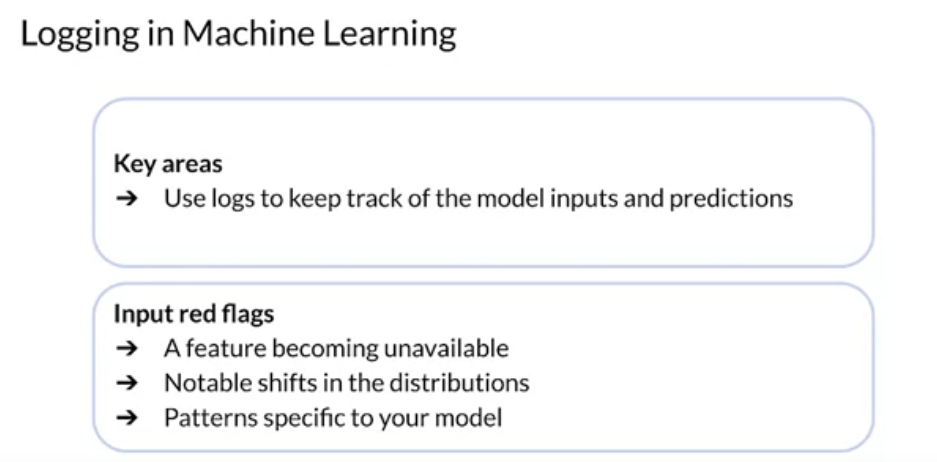 Logging in Machine Learning
Key areas
→ Use logs to keep track of the model inputs and predictions
Input red flags
→ A feature becoming unavailable
→ Notable shifts in the distributions
→ Patterns specific to your model